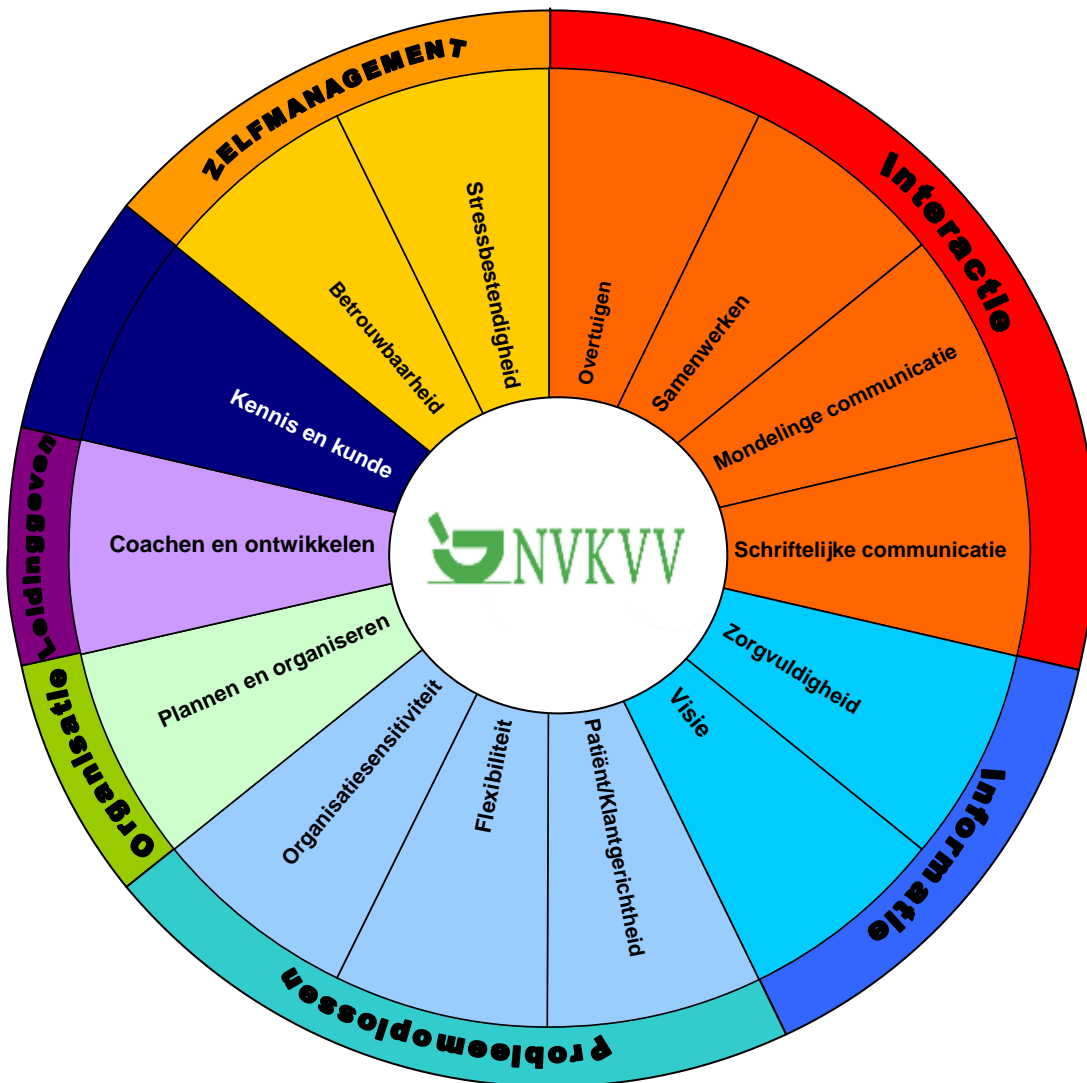 ZELFMANAGEMENT
Interactie
Informatie
Probleemoplossen
Organisatie
Leidinggeven
Stressbestendigheid
Betrouwbaarheid
Overtuigen
Samenwerken
Mondelinge communicatie
Schriftelijke communicatie
Zorgvuldigheid
Visie
Patiënt/Klantgerichtheid
Flexibiliteit
Organisatiesensitiviteit
Plannen en organiseren
Coachen en ontwikkelen
Kennis en kunde
NVKVV